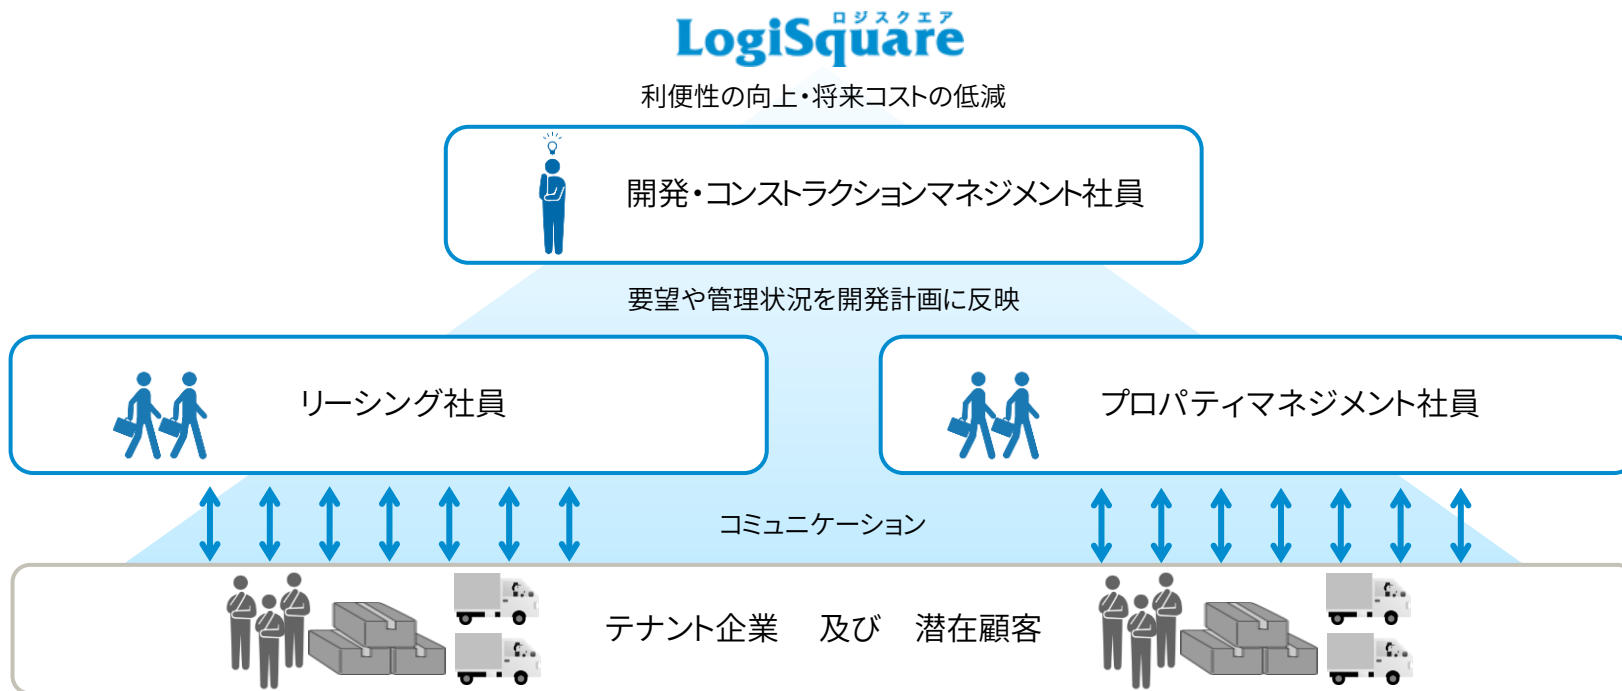 ロジスクエア
LogiSquare
利便性の向上・将来コストの低減
開発・コンストラクションマネジメント社員
要望や管理状況を開発計画に反映
リーシング社員
プロパティマネジメント社員
コミュニケーション
テナント企業 及び 潜在顧客